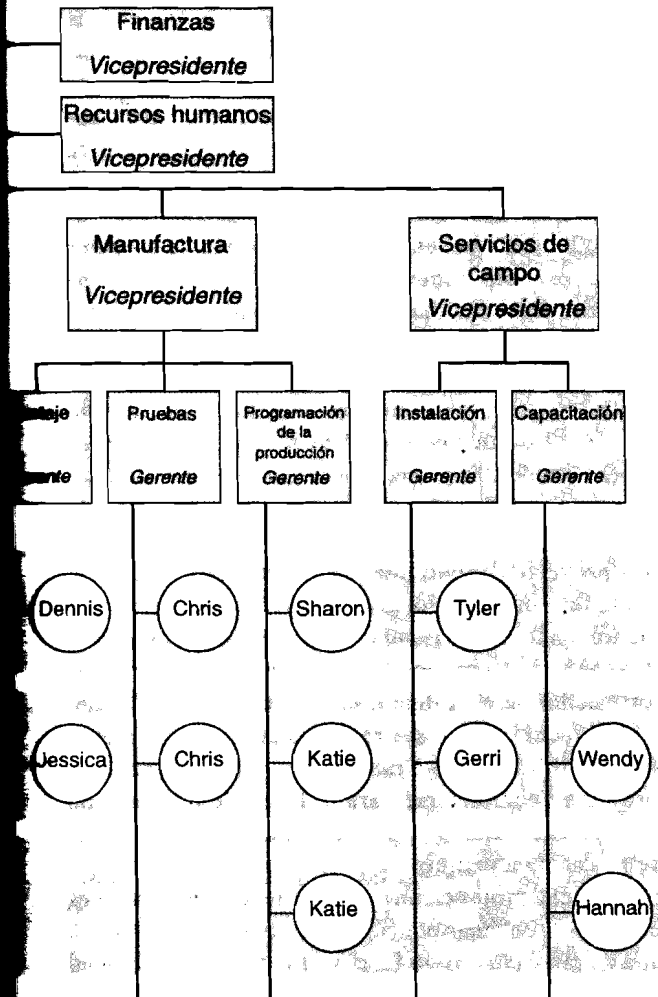 Finanzas
Vicepresidente
Recursos humanos
Vicepresidente
Manufactura
Vicepresidente
Servicios de
campo
Vicepresidente
Pruebas
Gerente
Programación
de la
producción
Gerente
Instalación
Gerente
Capacitación
Gerente
Dennis
Chris
Sharon
Tyler
Jessica
Chris
Katie
Gerri
Wendy
Katie
Hannah